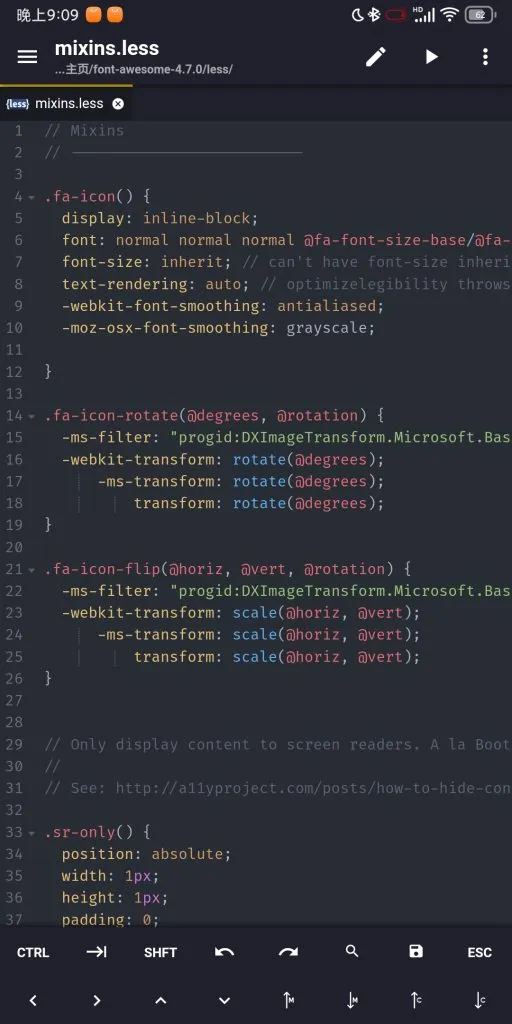 晚上9:09
HD
62
mixins.less
...主页/font-awesome-4.7.0/less/
{less} mixins.less
1 // Mixins
2 // --------------------------
3
4 .fa-icon() {
5 display: inline-block;
6 font: normal normal normal @fa-font-size-base/@fa-
7 font-size: inherit; // can't have font-size inheri
8 text-rendering: auto; // optimizelegibility throws
9 -webkit-font-smoothing: antialiased;
10 -moz-osx-font-smoothing: grayscale;
11
12 }
13
14 .fa-icon-rotate(@degrees, @rotation) {
15 -ms-filter: "progid:DXImageTransform.Microsoft.Bas
16 -webkit-transform: rotate(@degrees);
17 -ms-transform: rotate(@degrees);
18 transform: rotate(@degrees);
19 }
20
21 .fa-icon-flip(@horiz, @vert, @rotation) {
22 -ms-filter: "progid:DXImageTransform.Microsoft.Bas
23 -webkit-transform: scale(@horiz, @vert);
24 -ms-transform: scale(@horiz, @vert);
25 transform: scale(@horiz, @vert);
26 }
27
28
29 // Only display content to screen readers. A la Boot
30 //
31 // See: http://a11yproject.com/posts/how-to-hide-con
32
33 .sr-only() {
34 position: absolute;
35 width: 1px;
36 height: 1px;
37 padding: 0;
CTRL SHFT ESC
M M C C